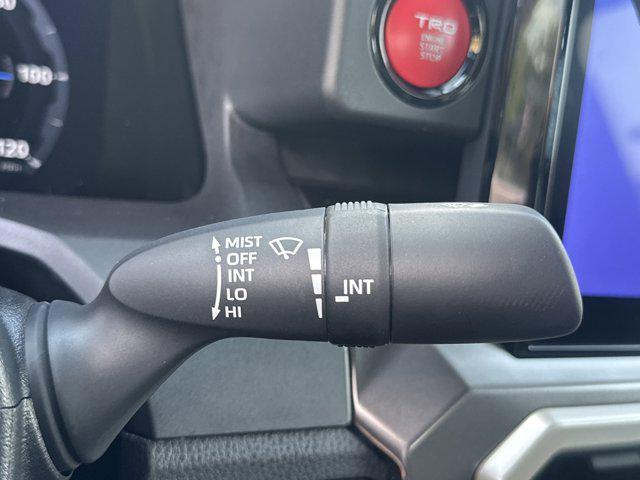 TRD
ENGINE
START
STOP
100
120
MIST
OFF
INT
LO
HI
INT